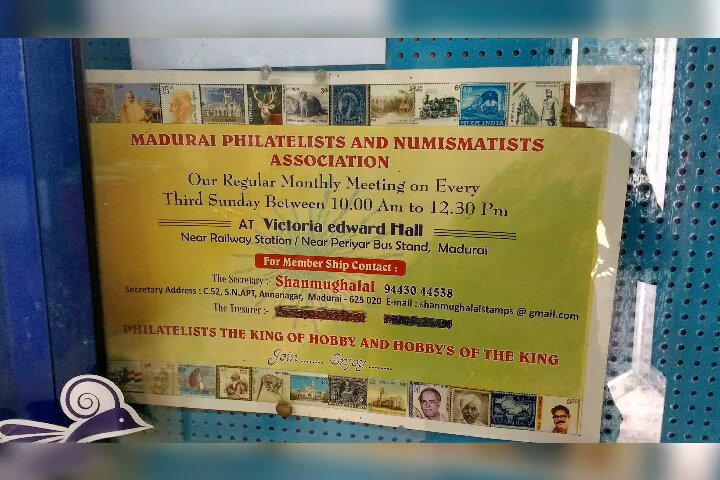 MADURAI PHILATELISTS AND NUMISMATISTS
ASSOCIATION
Our Regular Monthly Meeting on Every
Third Sunday Between 10.00 Am to 12.30 Pm
AT Victoria edward Hall
Near Railway Station / Near Periyar Bus Stand, Madurai
For Member Ship Contact :
The Secretary :- Shanmughalal 94430 44538
Secretary Address : C.52, S.N.APT, Annanagar, Madurai - 625 020 E-mail : shanmughalalstamps @ gmail.com
The Tresurer :-
PHILATELISTS THE KING OF HOBBY AND HOBBY'S OF THE KING
Join ........ Enjoy ........